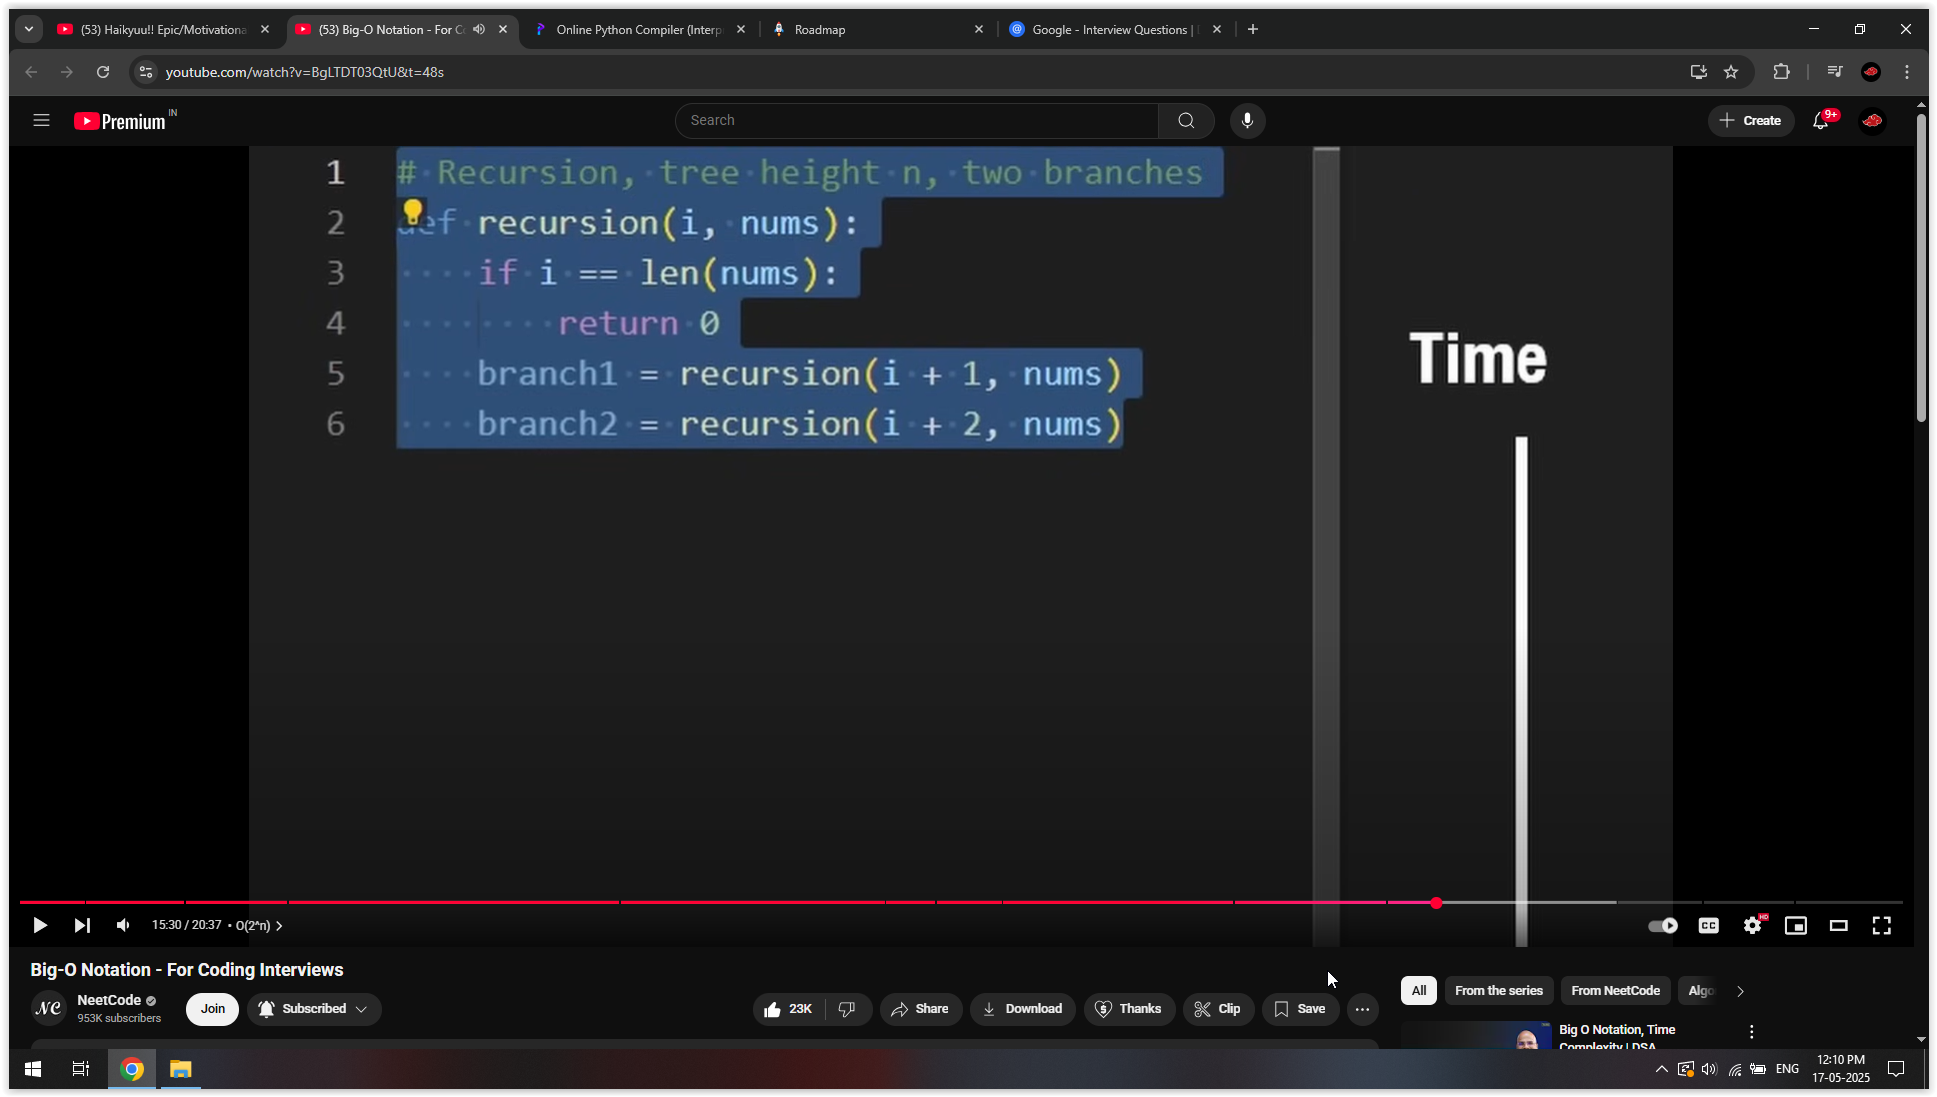 (53) Haikyuu!! Epic/Motivationa
(53) Big-O Notation - For Co
Online Python Compiler (Interp
Roadmap
Google - Interview Questions |
youtube.com/watch?v=BgLTDT03QtU&t=48s
Premium IN
Search
Create
9+
1 # Recursion, tree height n, two branches
2 def recursion(i, nums):
3 if i == len(nums):
4 return 0
5 branch1 = recursion(i + 1, nums)
6 branch2 = recursion(i + 2, nums)
Time
15:30 / 20:37 • O(2^n)
CC
HD
Big-O Notation - For Coding Interviews
NC
NeetCode
953K subscribers
Join
Subscribed
23K
Share
Download
Thanks
Clip
Save
All
From the series
From NeetCode
Algo
Big O Notation, Time
Complexity | DSA
ENG
12:10 PM
17-05-2025